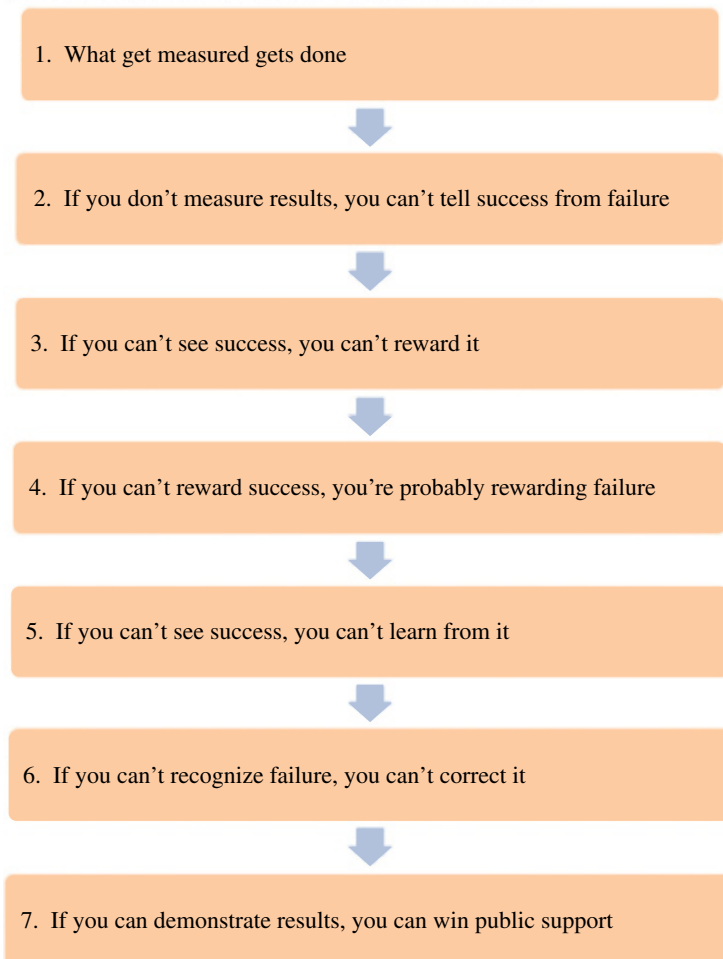 1. What get measured gets done
2. If you don’t measure results, you can’t tell success from failure
3. If you can’t see success, you can’t reward it
4. If you can’t reward success, you’re probably rewarding failure
5. If you can’t see success, you can’t learn from it
6. If you can’t recognize failure, you can’t correct it
7. If you can demonstrate results, you can win public support